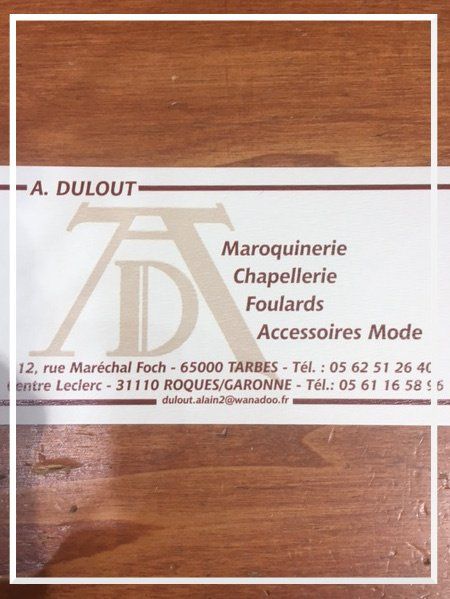 A. DULOUT
AD
Maroquinerie
Chapellerie
Foulards
Accessoires Mode
12, rue Maréchal Foch - 65000 TARBES - Tél. : 05 62 51 26 40
Centre Leclerc - 31110 ROQUES/GARONNE - Tél.: 05 61 16 58 96
dulout.alain2@wanadoo.fr